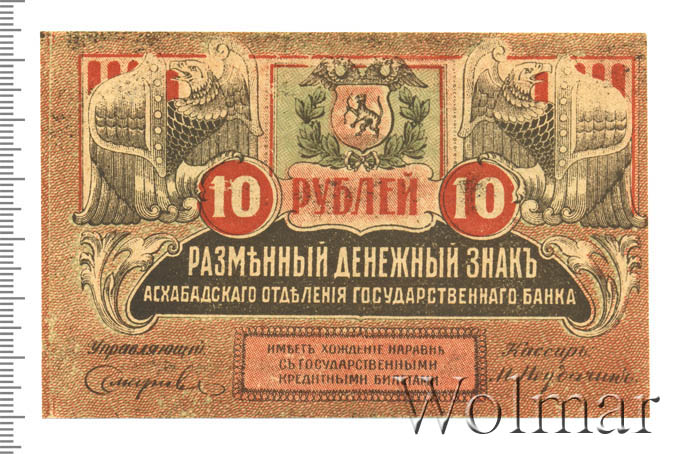 10 РУБЛЕЙ 10
РАЗМѢННЫЙ ДЕНЕЖНЫЙ ЗНАКЪ
АСХАБАДСКАГО ОТДѢЛЕНІЯ ГОСУДАРСТВЕННАГО БАНКА
Управляющий
Кассиръ
ИМѢЕТЪ ХОЖДЕНІЕ НАРАВНѢ
СЪ ГОСУДАРСТВЕННЫМИ
КРЕДИТНЫМИ БИЛЕТАМИ
Wolmar